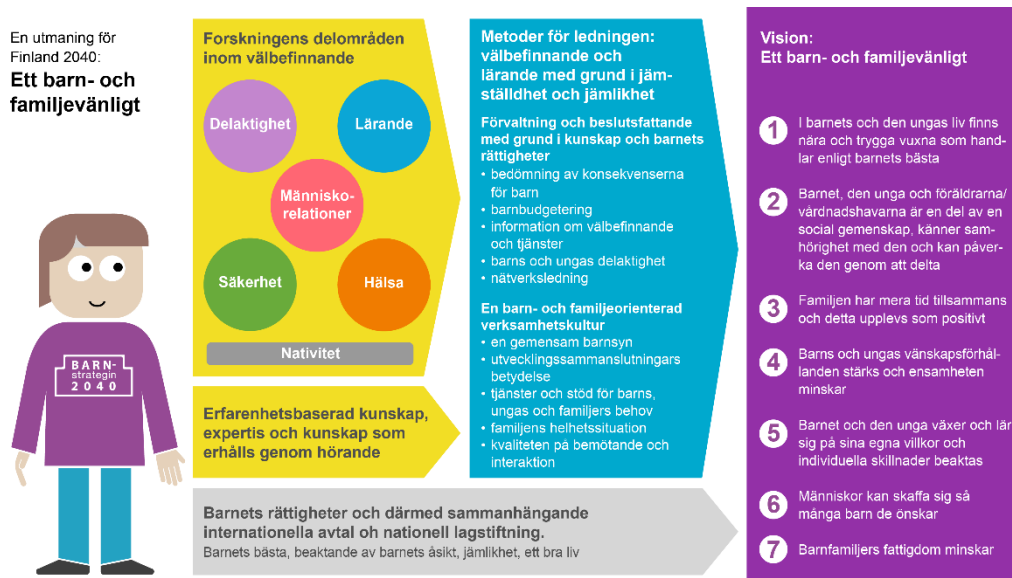 En utmaning för
Finland 2040:
Ett barn- och
familjevänligt
BARN-
strategin
2040
Forskningens delområden
inom välbefinnande
Delaktighet
Lärande
Människo-
relationer
Säkerhet
Hälsa
Nativitet
Erfarenhetsbaserad kunskap,
expertis och kunskap som
erhålls genom hörande
Metoder för ledningen:
välbefinnande och
lärande med grund i jäm-
ställdhet och jämlikhet
Förvaltning och beslutsfattande
med grund i kunskap och barnets
rättigheter
• bedömning av konsekvenserna
för barn
• barnbudgetering
• information om välbefinnande
och tjänster
• barns och ungas delaktighet
• nätverksledning
En barn- och familjeorienterad
verksamhetskultur
• en gemensam barnsyn
• utvecklingssammanslutningars
betydelse
• tjänster och stöd för barns,
ungas och familjers behov
• familjens helhetssituation
• kvaliteten på bemötande och
interaktion
Barnets rättigheter och därmed sammanhängande
internationella avtal oh nationell lagstiftning.
Barnets bästa, beaktande av barnets åsikt, jämlikhet, ett bra liv
Vision:
Ett barn- och familjevänligt
1 I barnets och den ungas liv finns
nära och trygga vuxna som hand-
lar enligt barnets bästa
2 Barnet, den unga och föräldrarna/
vårdnadshavarna är en del av en
social gemenskap, känner sam-
hörighet med den och kan påver-
ka den genom att delta
3 Familjen har mera tid tillsammans
och detta upplevs som positivt
4 Barns och ungas vänskapsförhål-
landen stärks och ensamheten
minskar
5 Barnet och den unga växer och lär
sig på sina egna villkor och
individuella skillnader beaktas
6 Människor kan skaffa sig så
många barn de önskar
7 Barnfamiljers fattigdom minskar